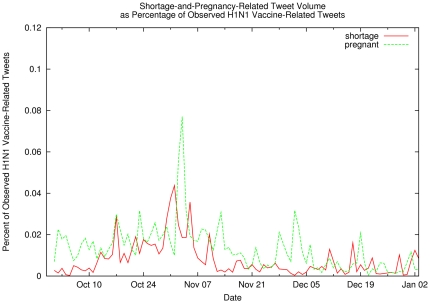 Shortage-and-Pregnancy-Related Tweet Volume
as Percentage of Observed H1N1 Vaccine-Related Tweets
shortage
pregnant
Percent of Observed H1N1 Vaccine-Related Tweets
0.12
0.1
0.08
0.06
0.04
0.02
0
Oct 10 Oct 24 Nov 07 Nov 21 Dec 05 Dec 19 Jan 02
Date